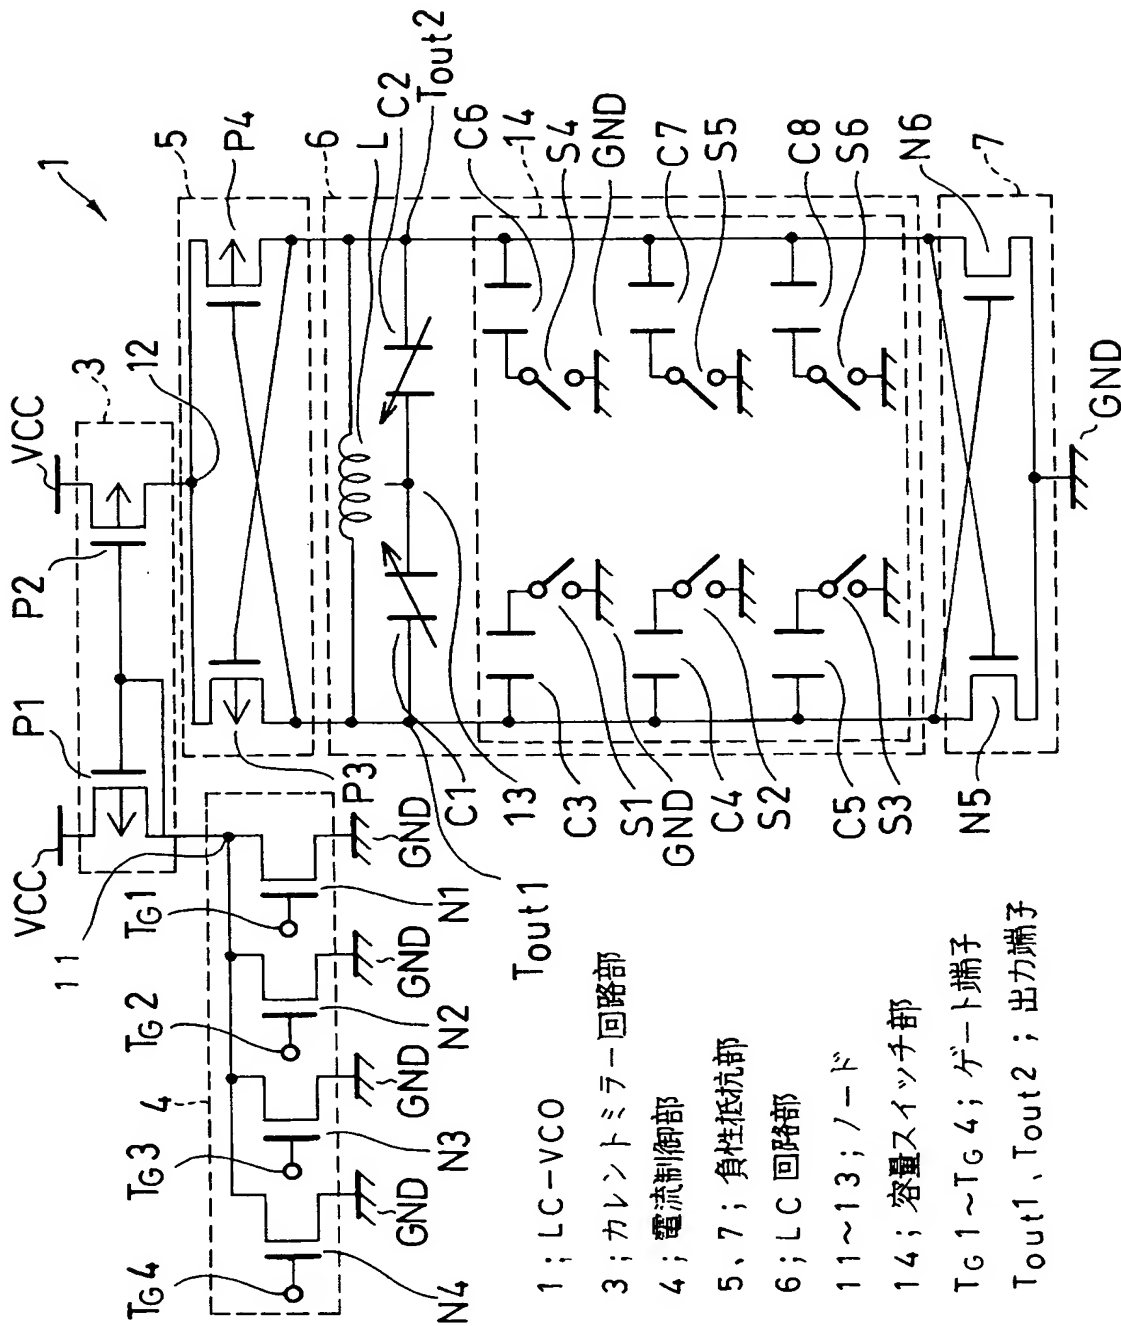 1
VCC
VCC
P1
P2
3
12
5
P4
6
L
C2
Tout2
C6
14
S4
GND
C7
S5
C8
S6
N6
7
GND
11
TG1
TG2
TG3
TG4
4
N1
N2
N3
N4
GND
GND
GND
GND
P3
C1
Tout1
13
C3
S1
GND
C4
S2
C5
S3
N5
1；LC-VCO
3；カレントミラー回路部
4；電流制御部
5、7；負性抵抗部
6；LC回路部
11～13；ノード
14；容量スイッチ部
TG1～TG4；ゲート端子
Tout1、Tout2；出力端子